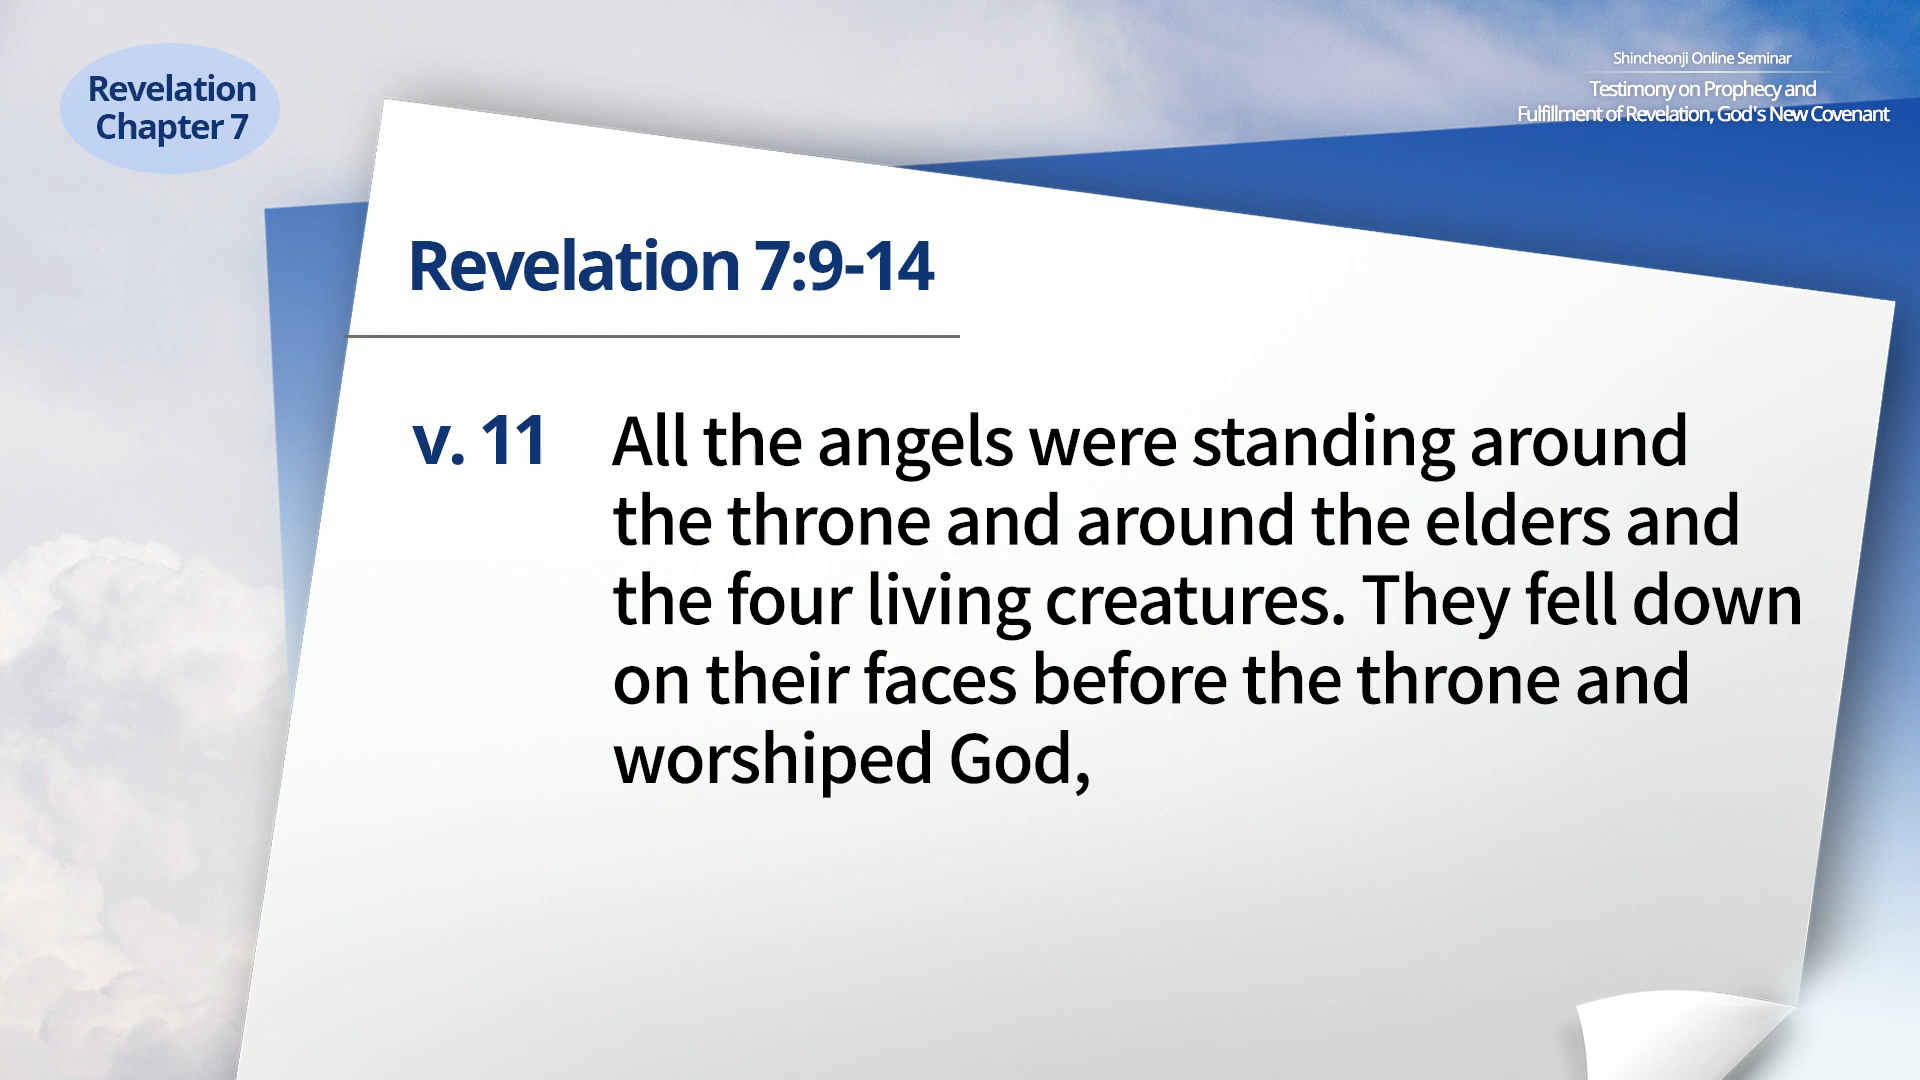 Revelation
Chapter 7
Shincheonji Online Seminar
Testimony on Prophecy and
Fulfillment of Revelation, God's New Covenant
Revelation 7:9-14
v. 11 All the angels were standing around
the throne and around the elders and
the four living creatures. They fell down
on their faces before the throne and
worshiped God,